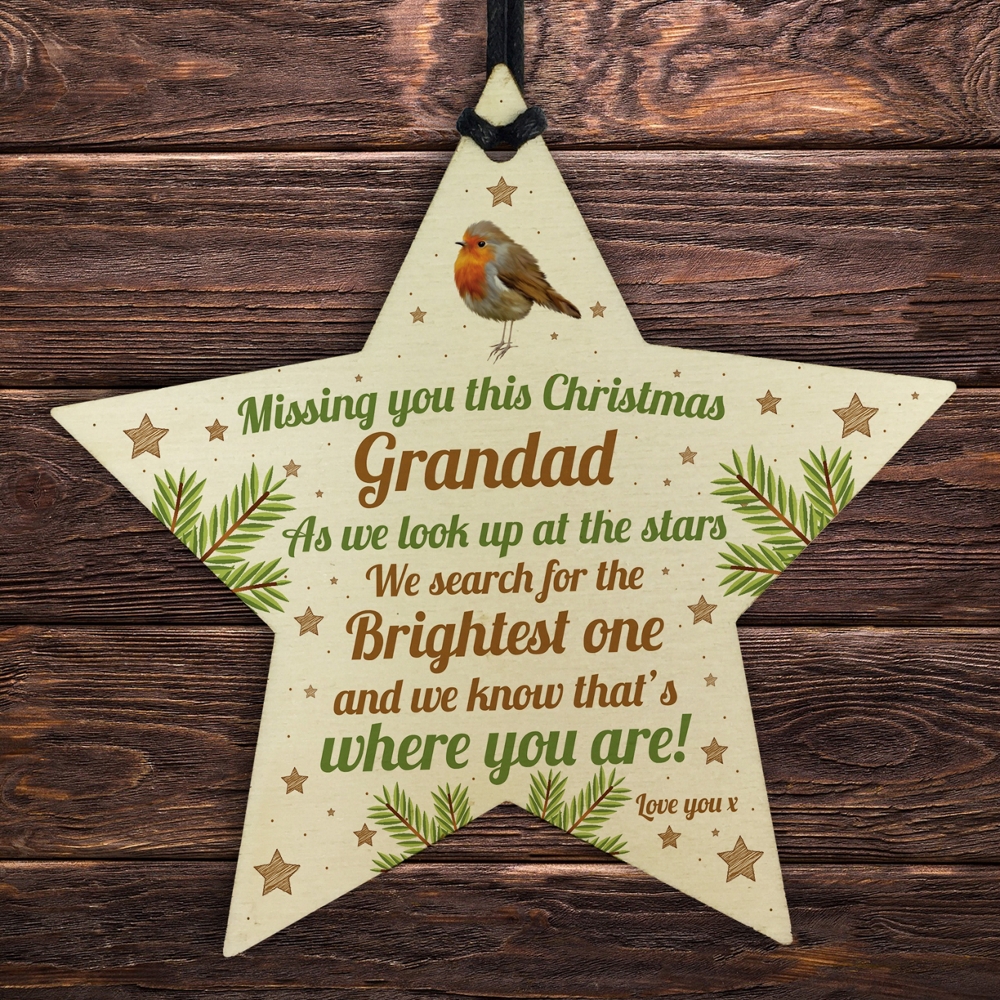 Missing you this Christmas
Grandad
As we look up at the stars
We search for the
Brightest one
and we know that's
where you are!
Love you x